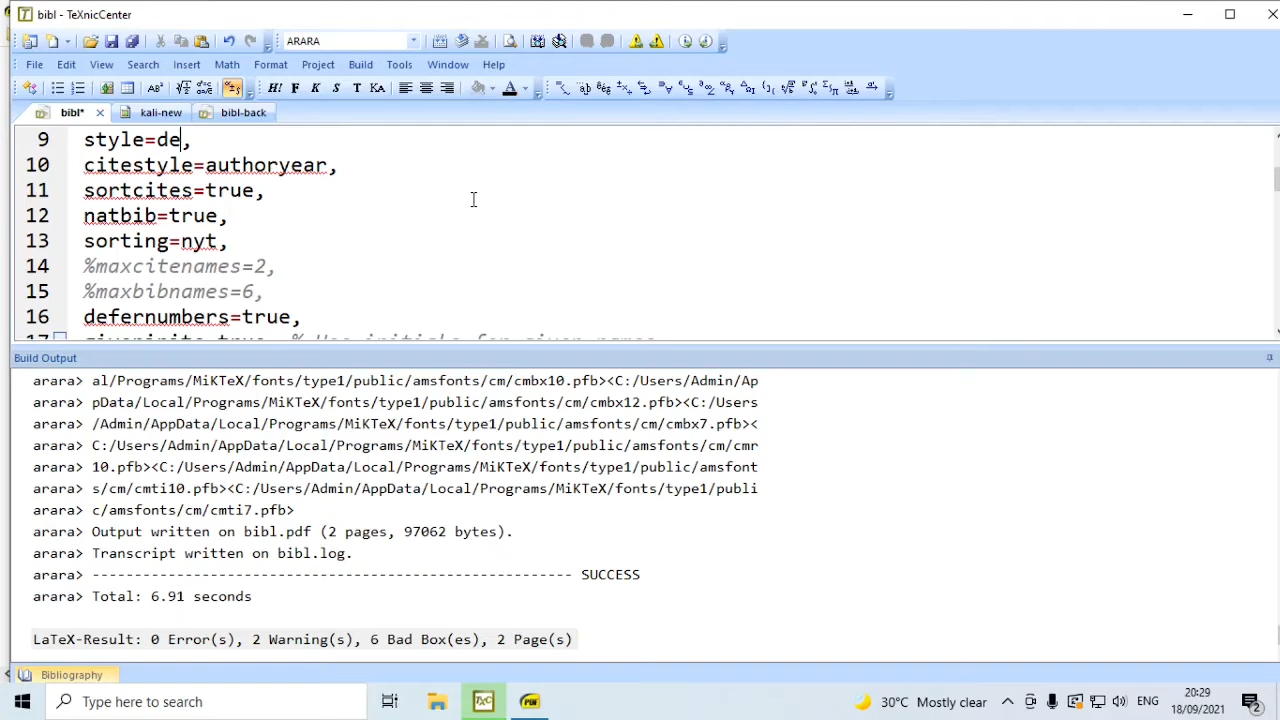 bibl - TeXnicCenter
ARARA
File Edit View Search Insert Math Format Project Build Tools Window Help
bibl* kali-new bibl-back
9 style=de,
10 citestyle=authoryear,
11 sortcites=true,
12 natbib=true,
13 sorting=nyt,
14 %maxcitenames=2,
15 %maxbibnames=6,
16 defernumbers=true,
Build Output
arara> al/Programs/MiKTeX/fonts/type1/public/amsfonts/cm/cmbx10.pfb><C:/Users/Admin/Ap
arara> pData/Local/Programs/MiKTeX/fonts/type1/public/amsfonts/cm/cmbx12.pfb><C:/Users
arara> /Admin/AppData/Local/Programs/MiKTeX/fonts/type1/public/amsfonts/cm/cmbx7.pfb><
arara> C:/Users/Admin/AppData/Local/Programs/MiKTeX/fonts/type1/public/amsfonts/cm/cmr
arara> 10.pfb><C:/Users/Admin/AppData/Local/Programs/MiKTeX/fonts/type1/public/amsfont
arara> s/cm/cmti10.pfb><C:/Users/Admin/AppData/Local/Programs/MiKTeX/fonts/type1/publi
arara> c/amsfonts/cm/cmti7.pfb>
arara> Output written on bibl.pdf (2 pages, 97062 bytes).
arara> Transcript written on bibl.log.
arara> ---------------------------------------------------------- SUCCESS
arara> Total: 6.91 seconds
LaTeX-Result: 0 Error(s), 2 Warning(s), 6 Bad Box(es), 2 Page(s)
Bibliography
Type here to search
30°C Mostly clear
ENG
20:29
18/09/2021
2